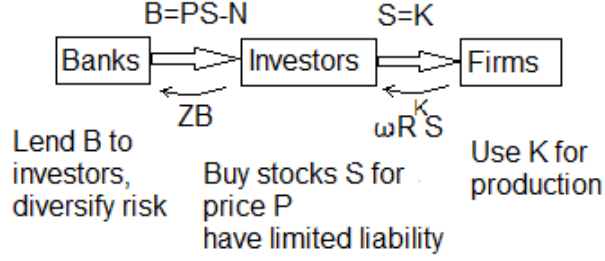 B=PS-N
S=K
Banks
Investors
Firms
ZB
ωRᴷS
Lend B to
investors,
diversify risk
Buy stocks S for
price P
have limited liability
Use K for
production